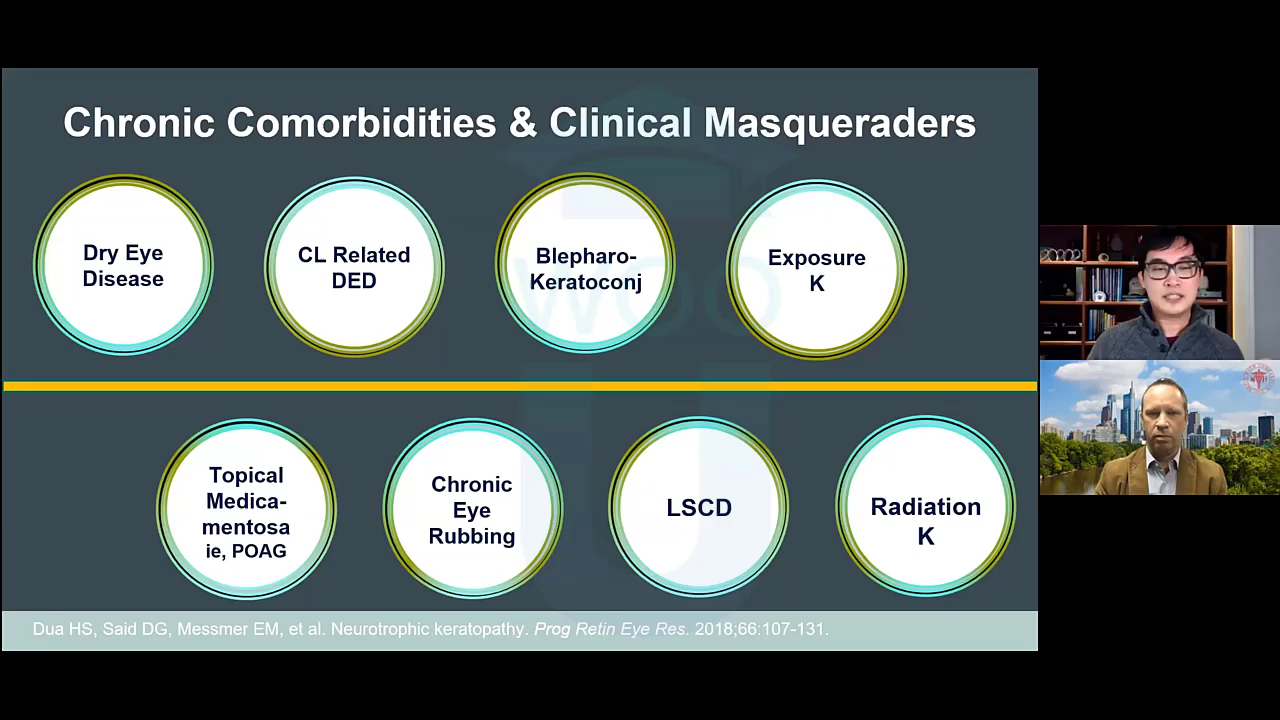 Chronic Comorbidities & Clinical Masqueraders
Dry Eye
Disease
CL Related
DED
Blepharo-
Keratoconj
Exposure
K
Topical
Medica-
mentosa
ie, POAG
Chronic
Eye
Rubbing
LSCD
Radiation
K
WOO
U
Dua HS, Said DG, Messmer EM, et al. Neurotrophic keratopathy. Prog Retin Eye Res. 2018;66:107-131.